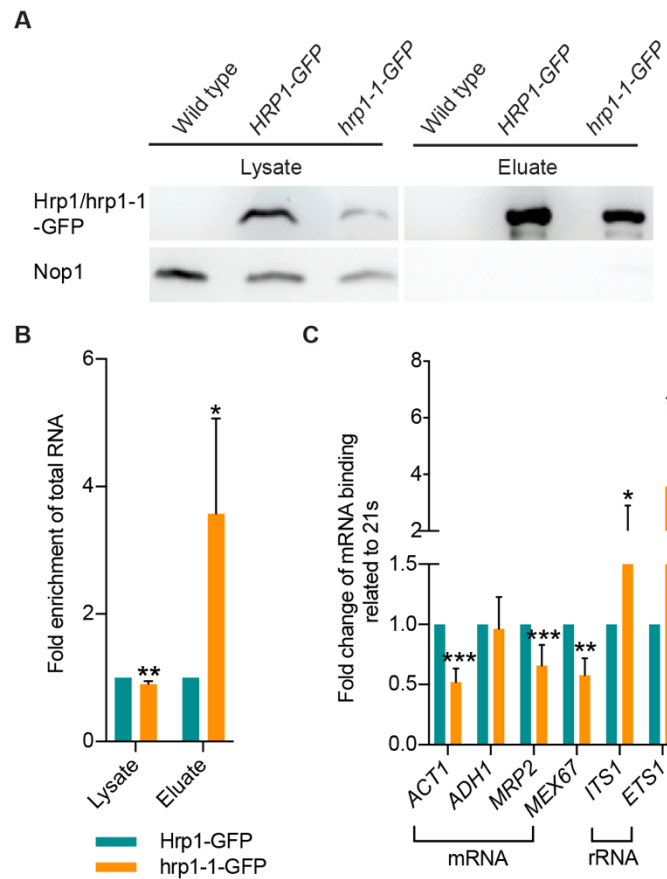 A
Wild type HRP1-GFP hrp1-1-GFP Wild type HRP1-GFP hrp1-1-GFP
Lysate Eluate
Hrp1/hrp1-1
-GFP
Nop1
B
Fold enrichment of total RNA
6
4
2
0
**
*
Lysate Eluate
Hrp1-GFP
hrp1-1-GFP
C
Fold change of mRNA binding
related to 21s
8
6
4
2
1.5
1.0
0.5
0.0
***
***
**
*
ACT1 ADH1 MRP2 MEX67 ITS1 ETS1
mRNA rRNA